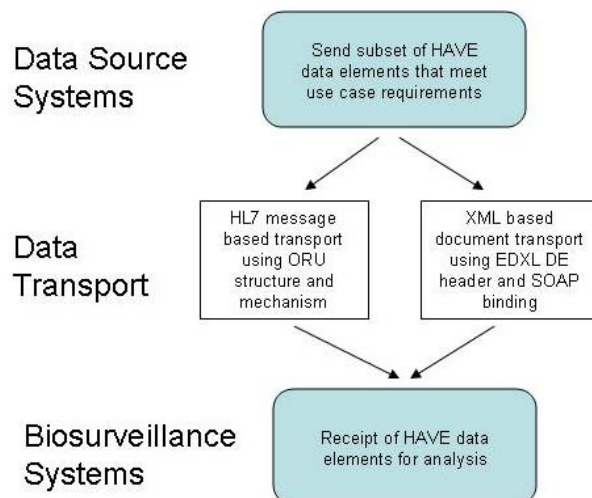 Data Source
Systems
Send subset of HAVE
data elements that meet
use case requirements
Data
Transport
HL7 message
based transport
using ORU
structure and
mechanism
XML based
document transport
using EDXL DE
header and SOAP
binding
Biosurveillance
Systems
Receipt of HAVE data
elements for analysis